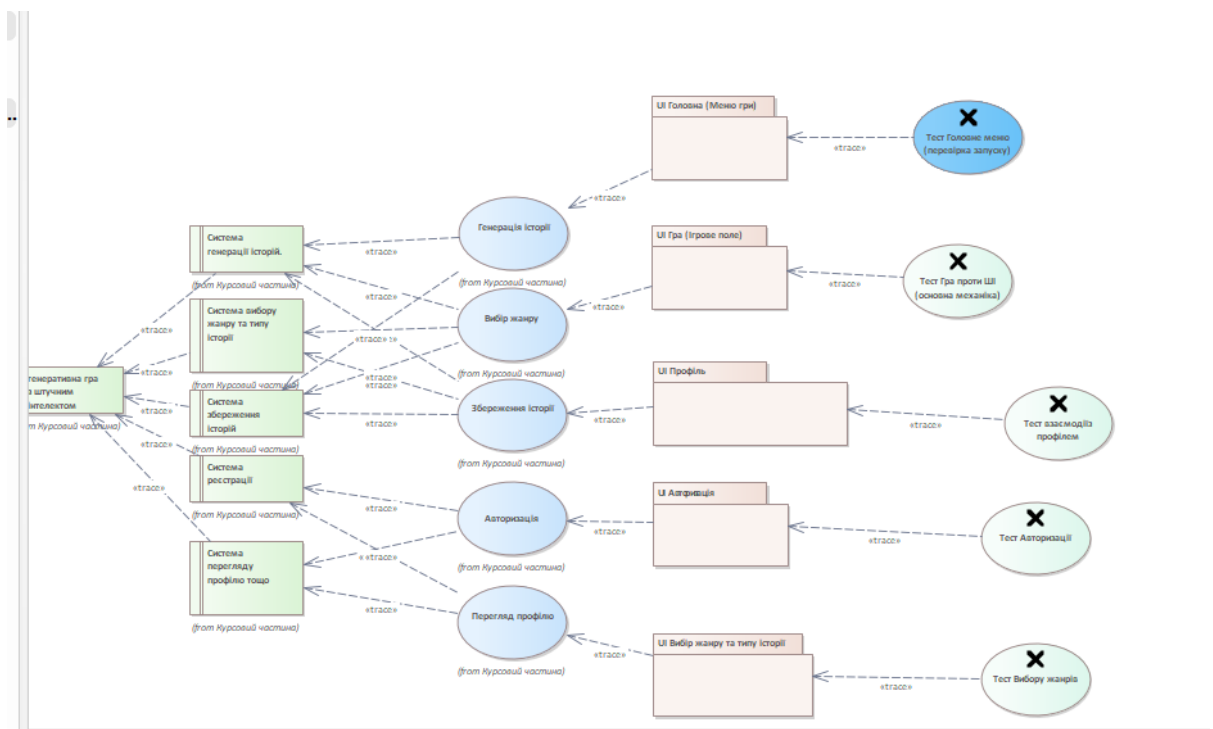 UI Головна (Меню гри)
Тест Головне меню
(перевірка запуску)
«trace»
«trace»
Генерація історії
UI Гра (Ігрове поле)
Система
генерації історій.
«trace»
Тест Гра проти ШІ
(основна механіка)
(from Курсовий частина)
(from Курсовий частина)
«trace»
«trace»
«trace»
Система вибору
жанру та типу
історії
Вибір жанру
«trace»
«trace»
UI Профіль
генеративна гра
з штучним
інтелектом
«trace»
(from Курсовий частина)
«trace»
(from Курсовий частина)
Система
збереження
історій
Збереження історії
«trace»
«trace»
«trace»
«trace»
Тест взаємодіїз
профілем
Курсовий частина)
(from Курсовий частина)
«trace»
(from Курсовий частина)
Система
реєстрації
«trace»
UI Авторизація
«trace»
Авторизація
«trace»
«trace»
Тест Авторизації
(from Курсовий частина)
Система
перегляду
профілю тощо
«trace»
(from Курсовий частина)
«trace»
Перегляд профілю
(from Курсовий частина)
UI Вибір жанру та типу історії
«trace»
(from Курсовий частина)
Тест Вибору жанрів
«trace»